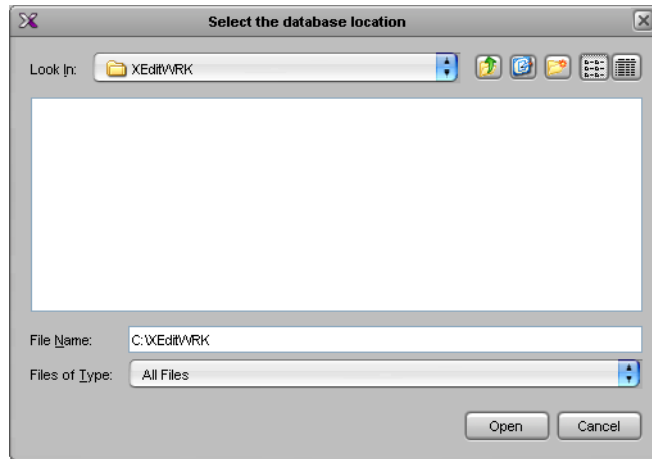 Select the database location
Look In: XEditWRK
File Name: C:\XEditWRK
Files of Type: All Files
Open Cancel